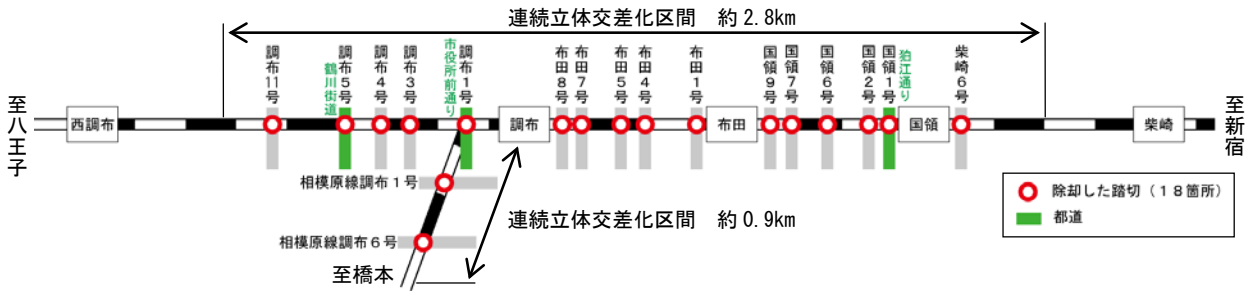 連続立体交差化区間　約2.8km
調布11号
鶴川街道
調布5号
調布4号
調布3号
市役所前通り
調布1号
布田8号
布田7号
布田5号
布田4号
布田1号
国領9号
国領7号
国領6号
国領2号
国領1号
狛江通り
柴崎6号
至八王子
西調布
調布
布田
国領
柴崎
至新宿
相模原線調布1号
相模原線調布6号
至橋本
連続立体交差化区間　約0.9km
除却した踏切（18箇所）
都道